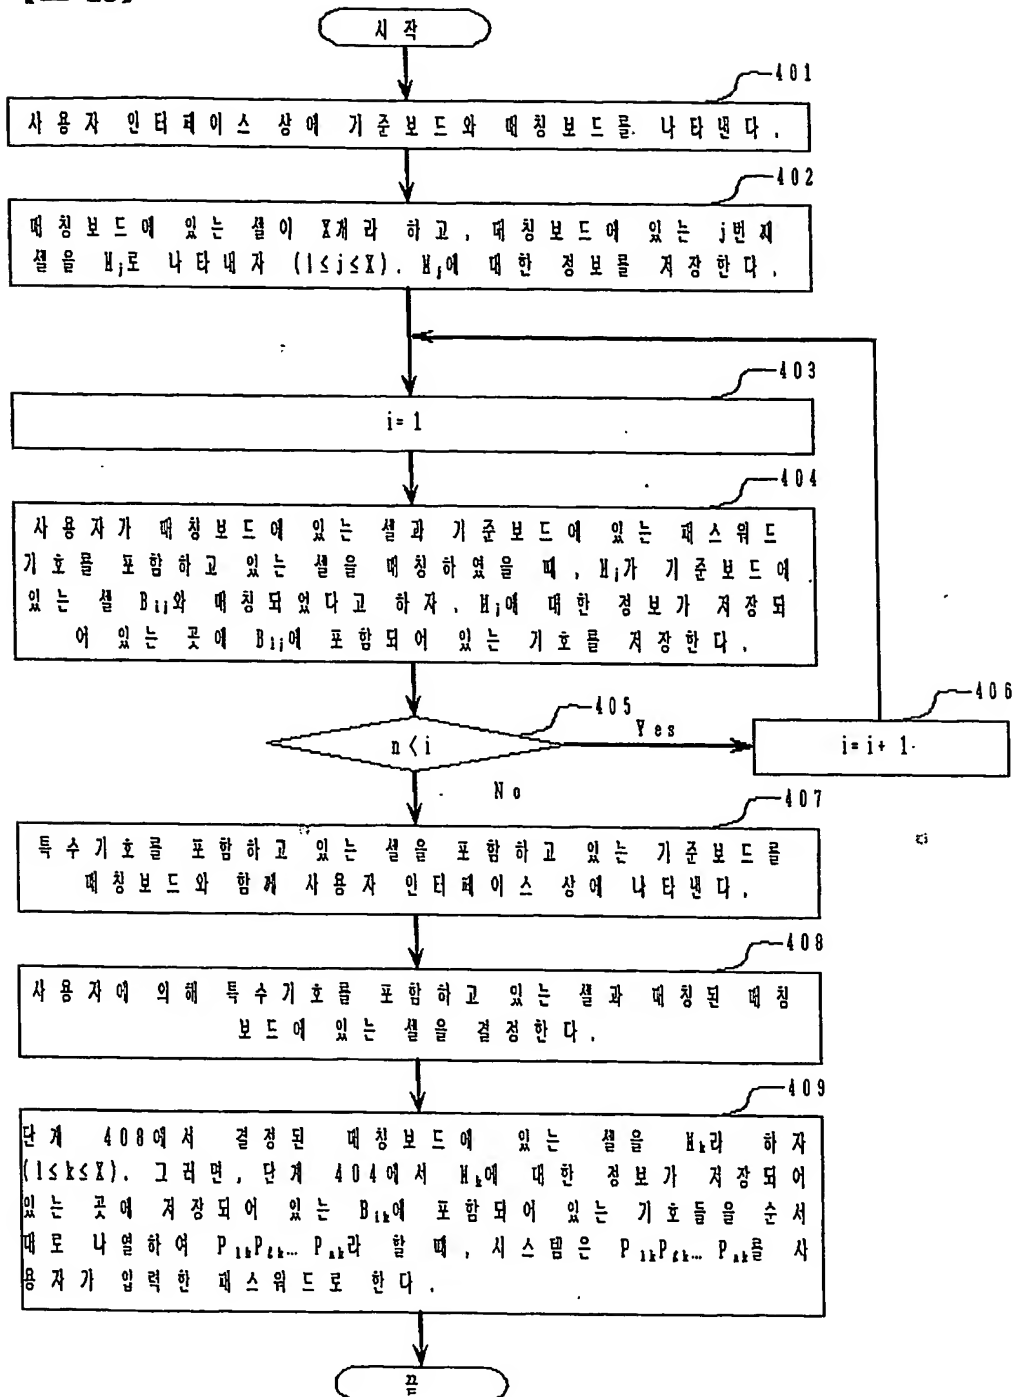 시작
401
사용자 인터페이스 상에 기준보드와 매칭보드를 나타낸다.
402
매칭보드에 있는 셀이 X개라 하고, 매칭보드에 있는 j번째
셀을 H_j로 나타내자 (1≤j≤X). H_j에 대한 정보를 저장한다.
403
i=1
404
사용자가 매칭보드에 있는 셀과 기준보드에 있는 패스워드
기호를 포함하고 있는 셀을 매칭하였을 때, H_j가 기준보드에
있는 셀 B_ij와 매칭되었다고 하자. H_j에 대한 정보가 저장되
어 있는 곳에 B_ij에 포함되어 있는 기호를 저장한다.
405
n<i
Yes
406
i=i+1
No
407
특수기호를 포함하고 있는 셀을 포함하고 있는 기준보드를
매칭보드와 함께 사용자 인터페이스 상에 나타낸다.
408
사용자에 의해 특수기호를 포함하고 있는 셀과 매칭된 매칭
보드에 있는 셀을 결정한다.
409
단계 408에서 결정된 매칭보드에 있는 셀을 H_k라 하자
(1≤k≤X). 그러면, 단계 404에서 H_k에 대한 정보가 저장되어
있는 곳에 저장되어 있는 B_ik에 포함되어 있는 기호들을 순서
대로 나열하여 P_1kP_2k… P_nk라 할 때, 시스템은 P_1kP_2k… P_nk를 사
용자가 입력한 패스워드로 한다.
끝